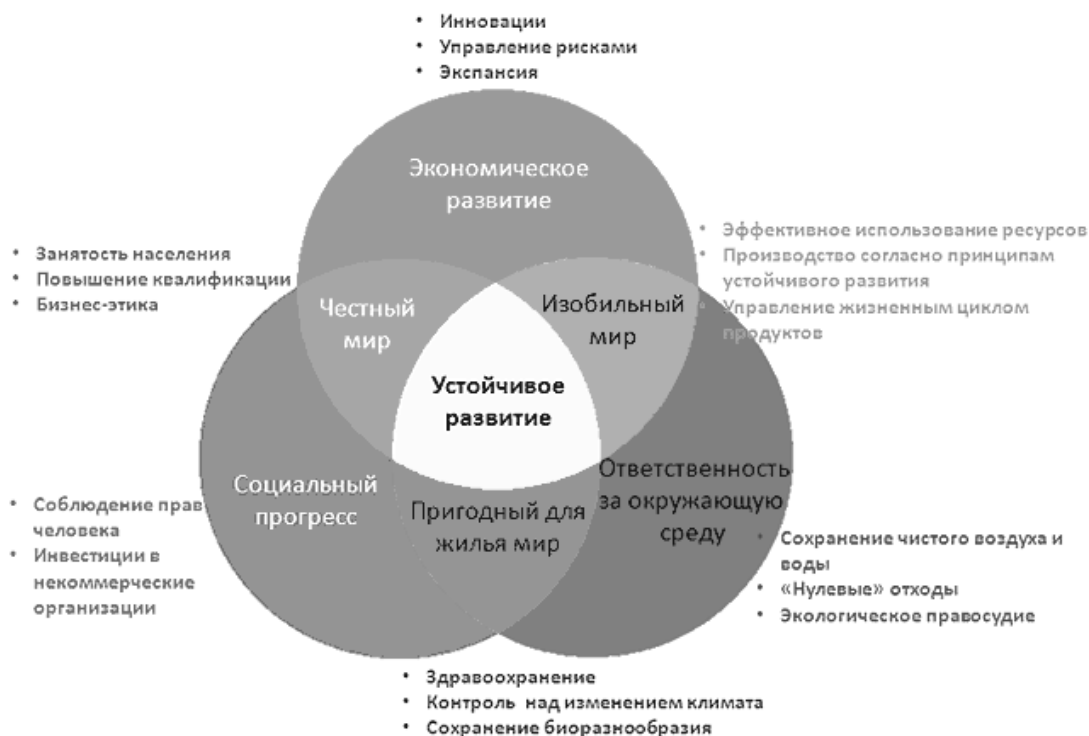 • Инновации
• Управление рисками
• Экспансия
Экономическое
развитие
• Занятость населения
• Повышение квалификации
• Бизнес-этика
• Эффективное использование ресурсов
• Производство согласно принципам
устойчивого развития
• Управление жизненным циклом
продуктов
Честный
мир
Изобильный
мир
Устойчивое
развитие
Социальный
прогресс
Пригодный для
жилья мир
Ответственность
за окружающую
среду
• Соблюдение прав
человека
• Инвестиции в
некоммерческие
организации
• Сохранение чистого воздуха и
воды
• «Нулевые» отходы
• Экологическое правосудие
• Здравоохранение
• Контроль над изменением климата
• Сохранение биоразнообразия